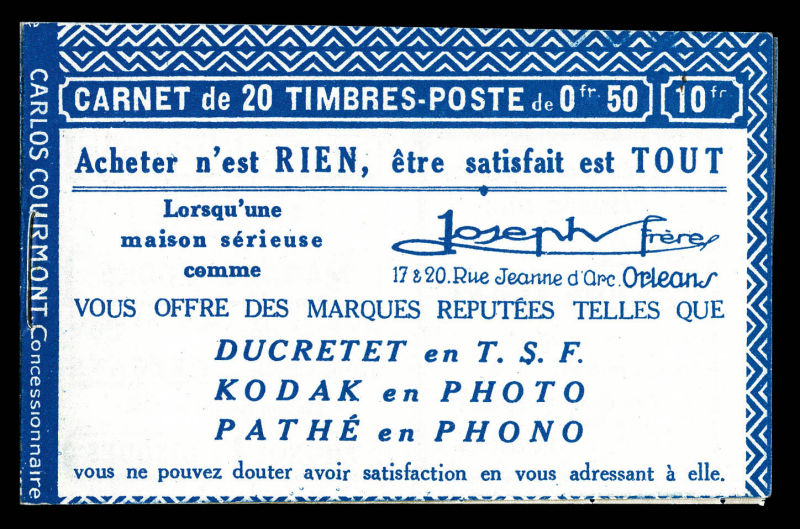 CARLOS COURMONT Concessionnaire
CARNET de 20 TIMBRES-POSTE de 0 fr. 50 10 fr
Acheter n'est RIEN, être satisfait est TOUT
Lorsqu'une
maison sérieuse
comme
Joseph Frères
17 & 20. Rue Jeanne d'Arc. Orleans
VOUS OFFRE DES MARQUES REPUTÉES TELLES QUE
DUCRETET en T. S. F.
KODAK en PHOTO
PATHÉ en PHONO
vous ne pouvez douter avoir satisfaction en vous adressant à elle.